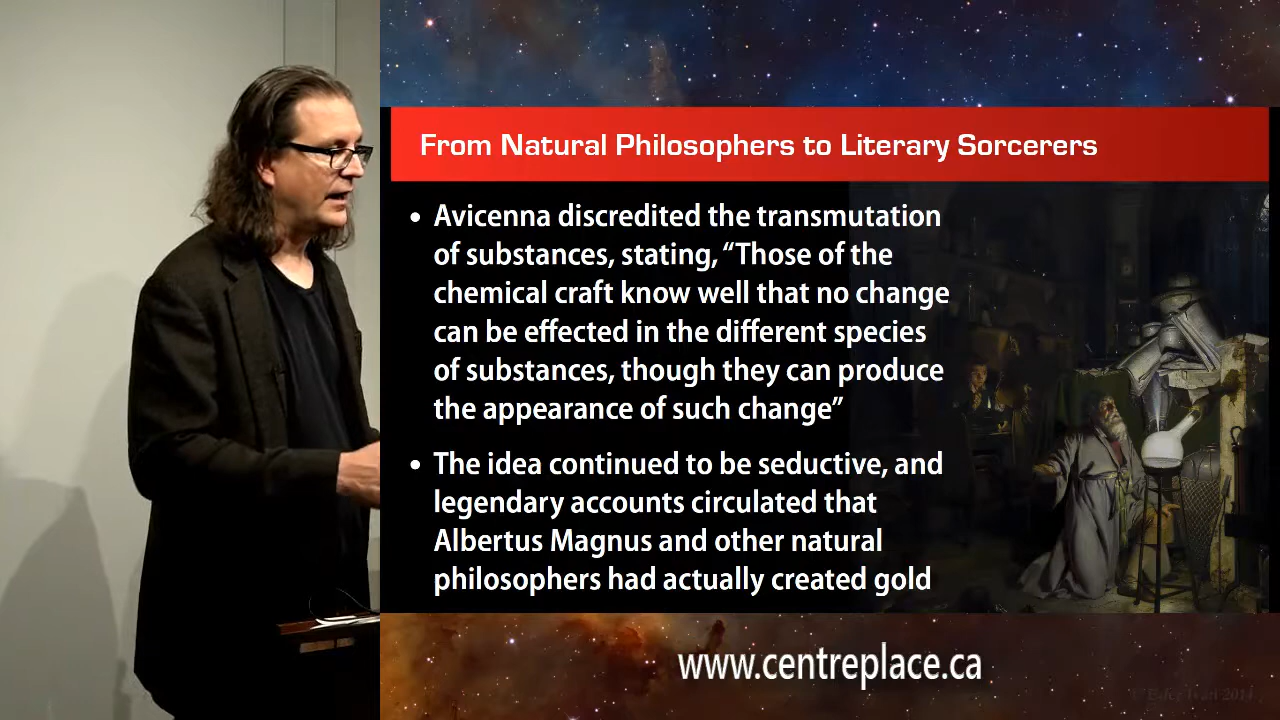 From Natural Philosophers to Literary Sorcerers
• Avicenna discredited the transmutation
of substances, stating, “Those of the
chemical craft know well that no change
can be effected in the different species
of substances, though they can produce
the appearance of such change”
• The idea continued to be seductive, and
legendary accounts circulated that
Albertus Magnus and other natural
philosophers had actually created gold
www.centreplace.ca